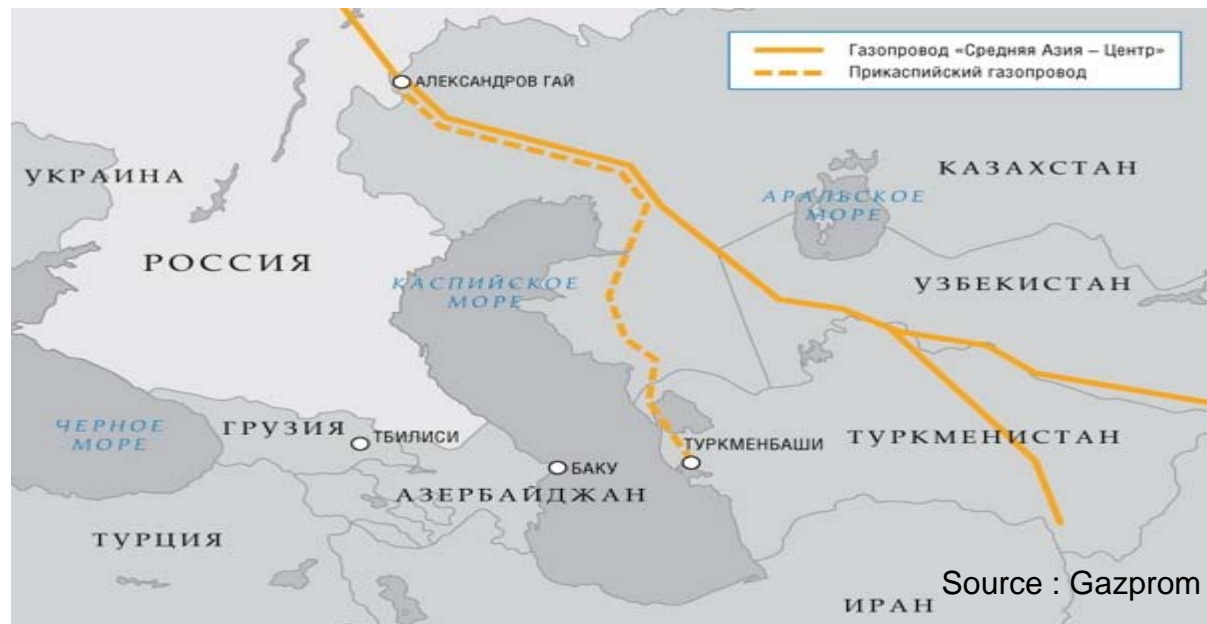 Газопровод «Средняя Азия – Центр»
Прикаспийский газопровод
АЛЕКСАНДРОВ ГАЙ
УКРАИНА
КАЗАХСТАН
АРАЛЬСКОЕ
МОРЕ
РОССИЯ
КАСПИЙСКОЕ
МОРЕ
УЗБЕКИСТАН
ЧЕРНОЕ
МОРЕ
ГРУЗИЯ
ТБИЛИСИ
ТУРКМЕНБАШИ
ТУРКМЕНИСТАН
БАКУ
АЗЕРБАЙДЖАН
ТУРЦИЯ
Source : Gazprom
ИРАН